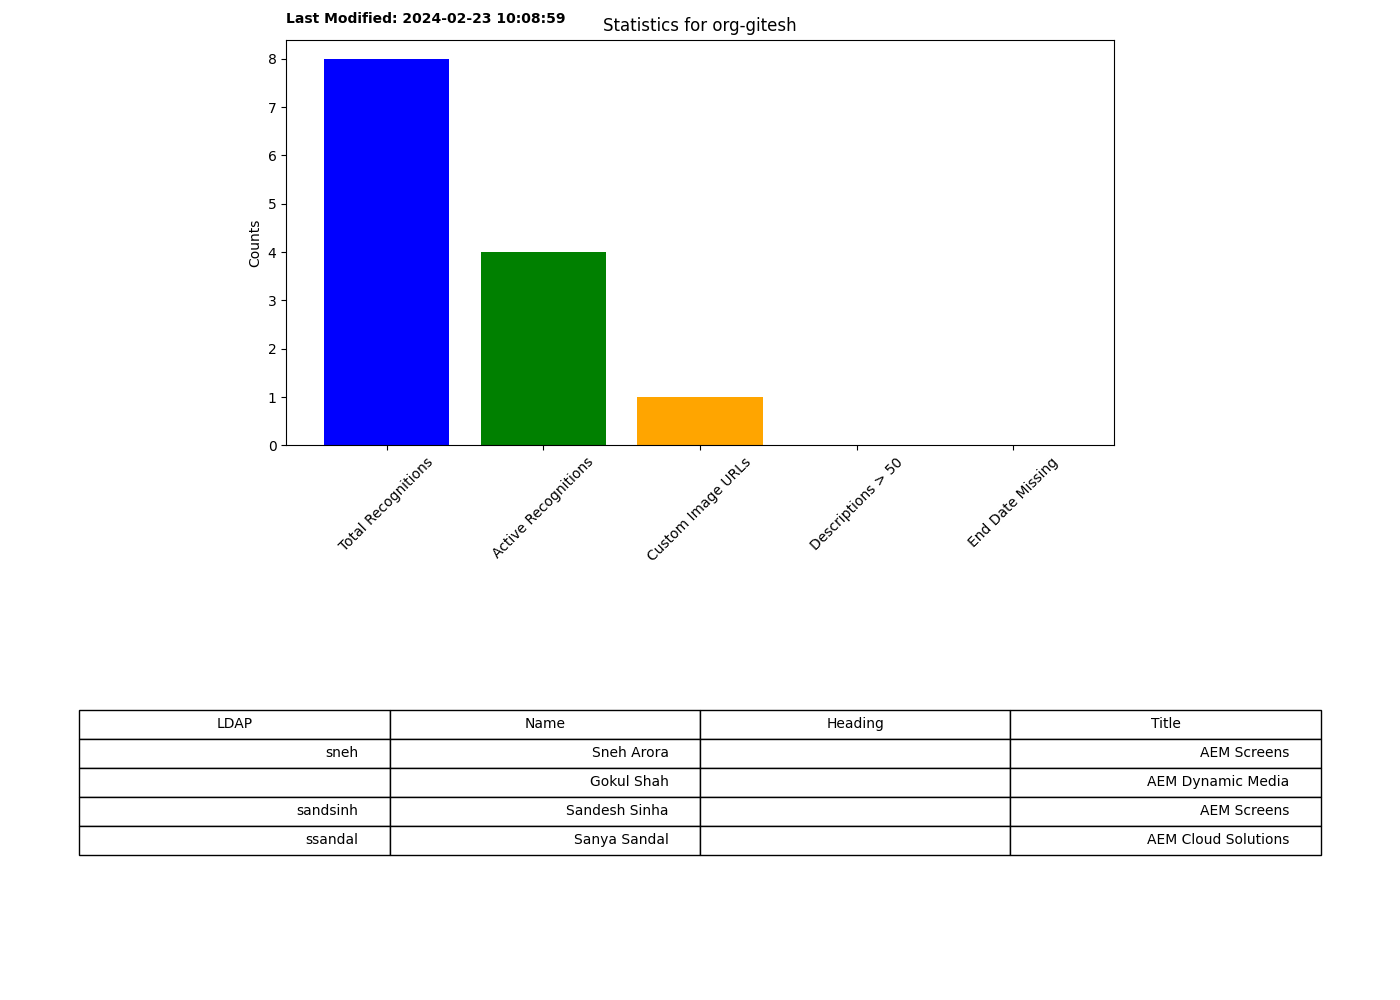 Last Modified: 2024-02-23 10:08:59
Statistics for org-gitesh
8
7
6
5
4
3
2
1
0
Counts
Total Recognitions
Active Recognitions
Custom Image URLs
Descriptions > 50
End Date Missing
LDAP Name Heading Title
sneh Sneh Arora AEM Screens
Gokul Shah AEM Dynamic Media
sandsinh Sandesh Sinha AEM Screens
ssandal Sanya Sandal AEM Cloud Solutions